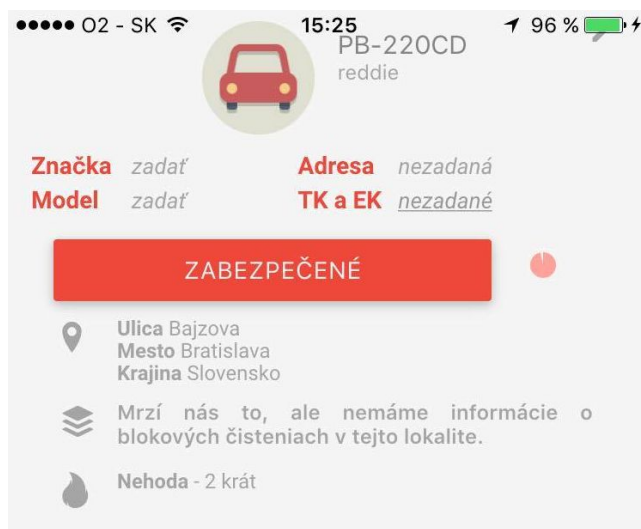 O2 - SK 15:25 96 %
PB-220CD
reddie
Značka zadať Adresa nezadaná
Model zadať TK a EK nezadané
ZABEZPEČENÉ
Ulica Bajzova
Mesto Bratislava
Krajina Slovensko
Mrzí nás to, ale nemáme informácie o
blokových čisteniach v tejto lokalite.
Nehoda - 2 krát